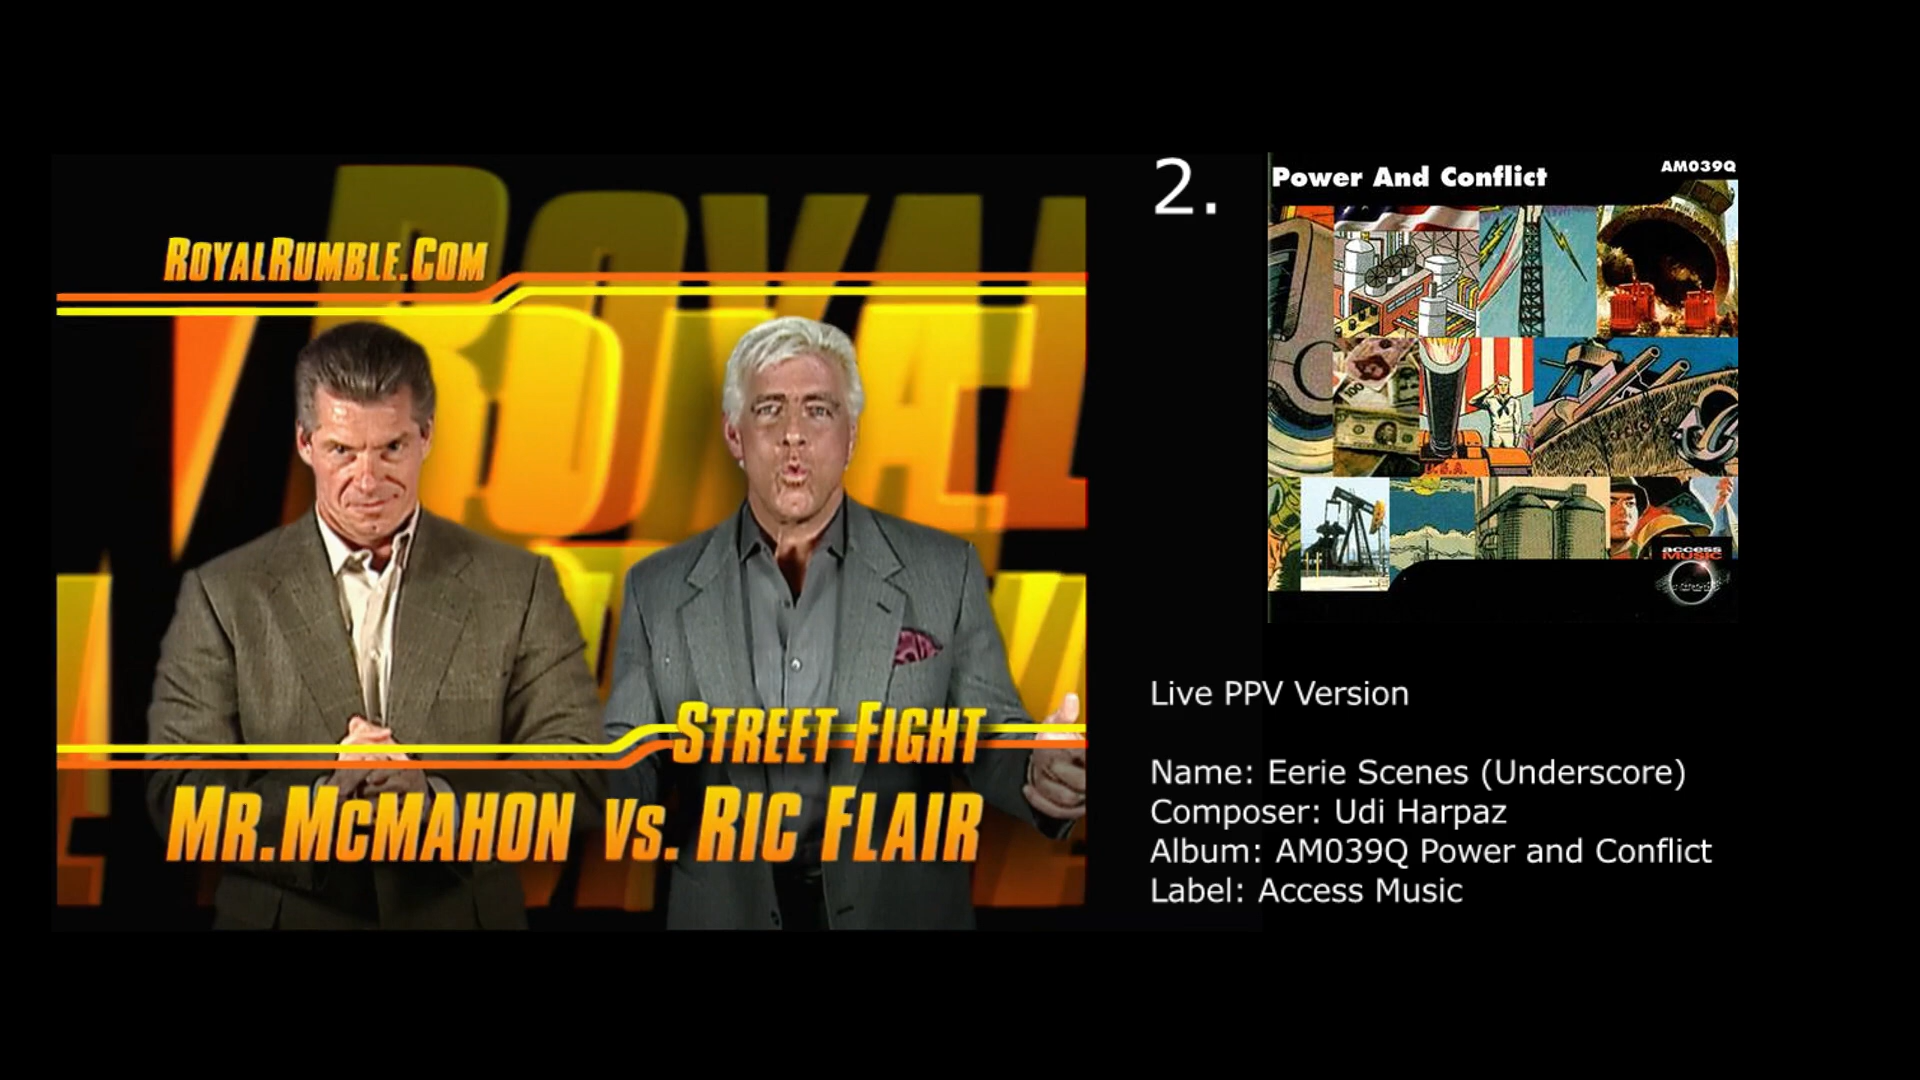 RoyalRumble.Com
Street Fight
Mr.McMahon vs. Ric Flair
2.
Power And Conflict
AM039Q
U.S.A.
access
MUSIC
Live PPV Version
Name: Eerie Scenes (Underscore)
Composer: Udi Harpaz
Album: AM039Q Power and Conflict
Label: Access Music